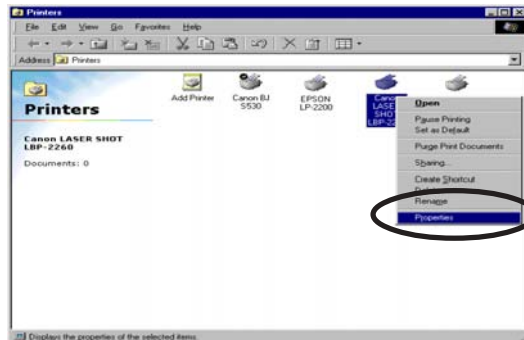 Printers
File Edit View Go Favorites Help
Address Printers
Printers
Canon LASER SHOT
LBP-2260
Documents: 0
Add Printer
Canon BJ
S530
EPSON
LP-2200
Open
Pause Printing
Set as Default
Purge Print Documents
Sharing...
Create Shortcut
Rename
Properties
Displays the properties of the selected items.